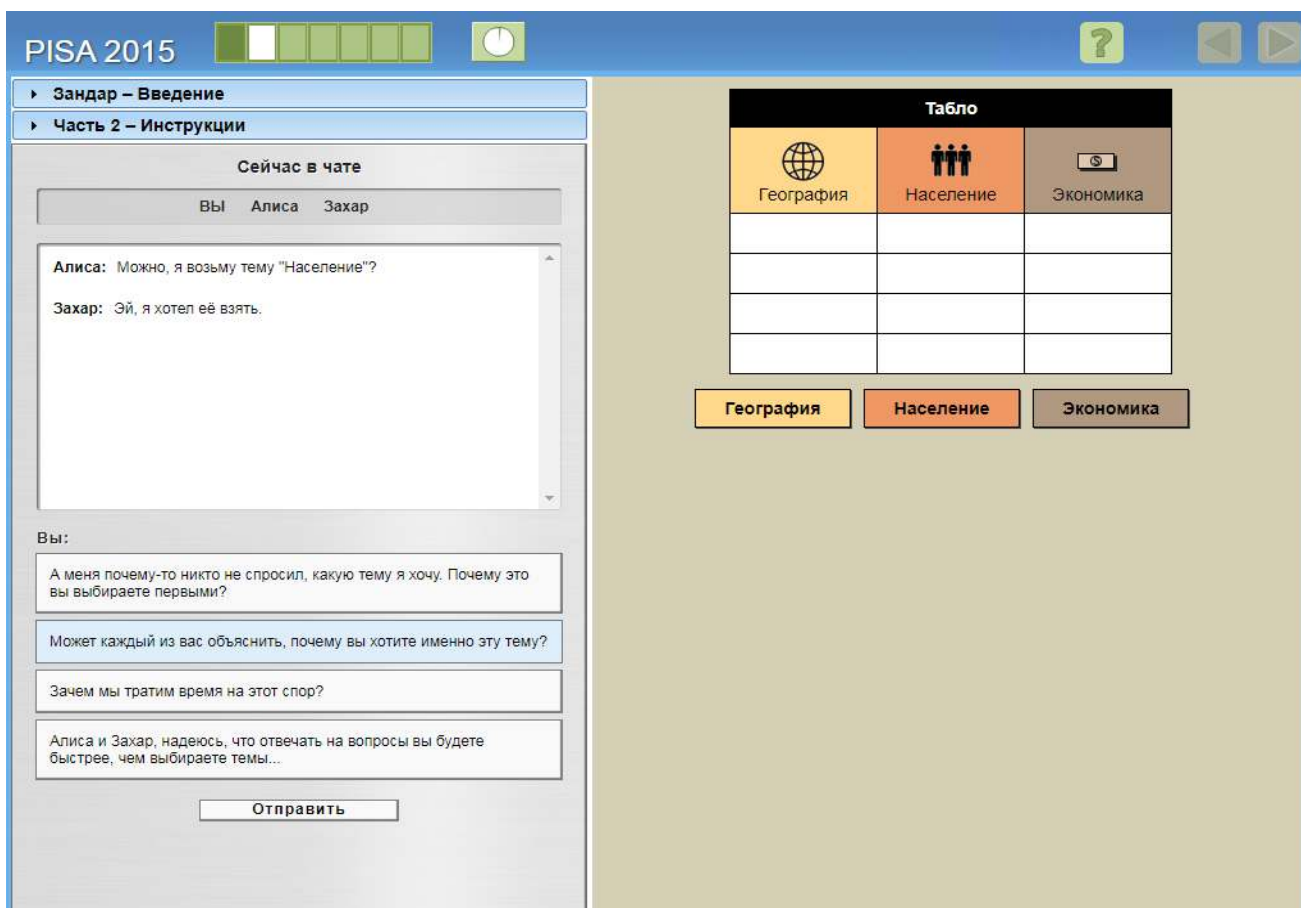 PISA 2015
?
Зандар – Введение
Часть 2 – Инструкции
Сейчас в чате
ВЫ Алиса Захар
Алиса: Можно, я возьму тему "Население"?
Захар: Эй, я хотел её взять.
Вы:
А меня почему-то никто не спросил, какую тему я хочу. Почему это
вы выбираете первыми?
Может каждый из вас объяснить, почему вы хотите именно эту тему?
Зачем мы тратим время на этот спор?
Алиса и Захар, надеюсь, что отвечать на вопросы вы будете
быстрее, чем выбираете темы...
Отправить
Табло
$
География Население Экономика
География Население Экономика